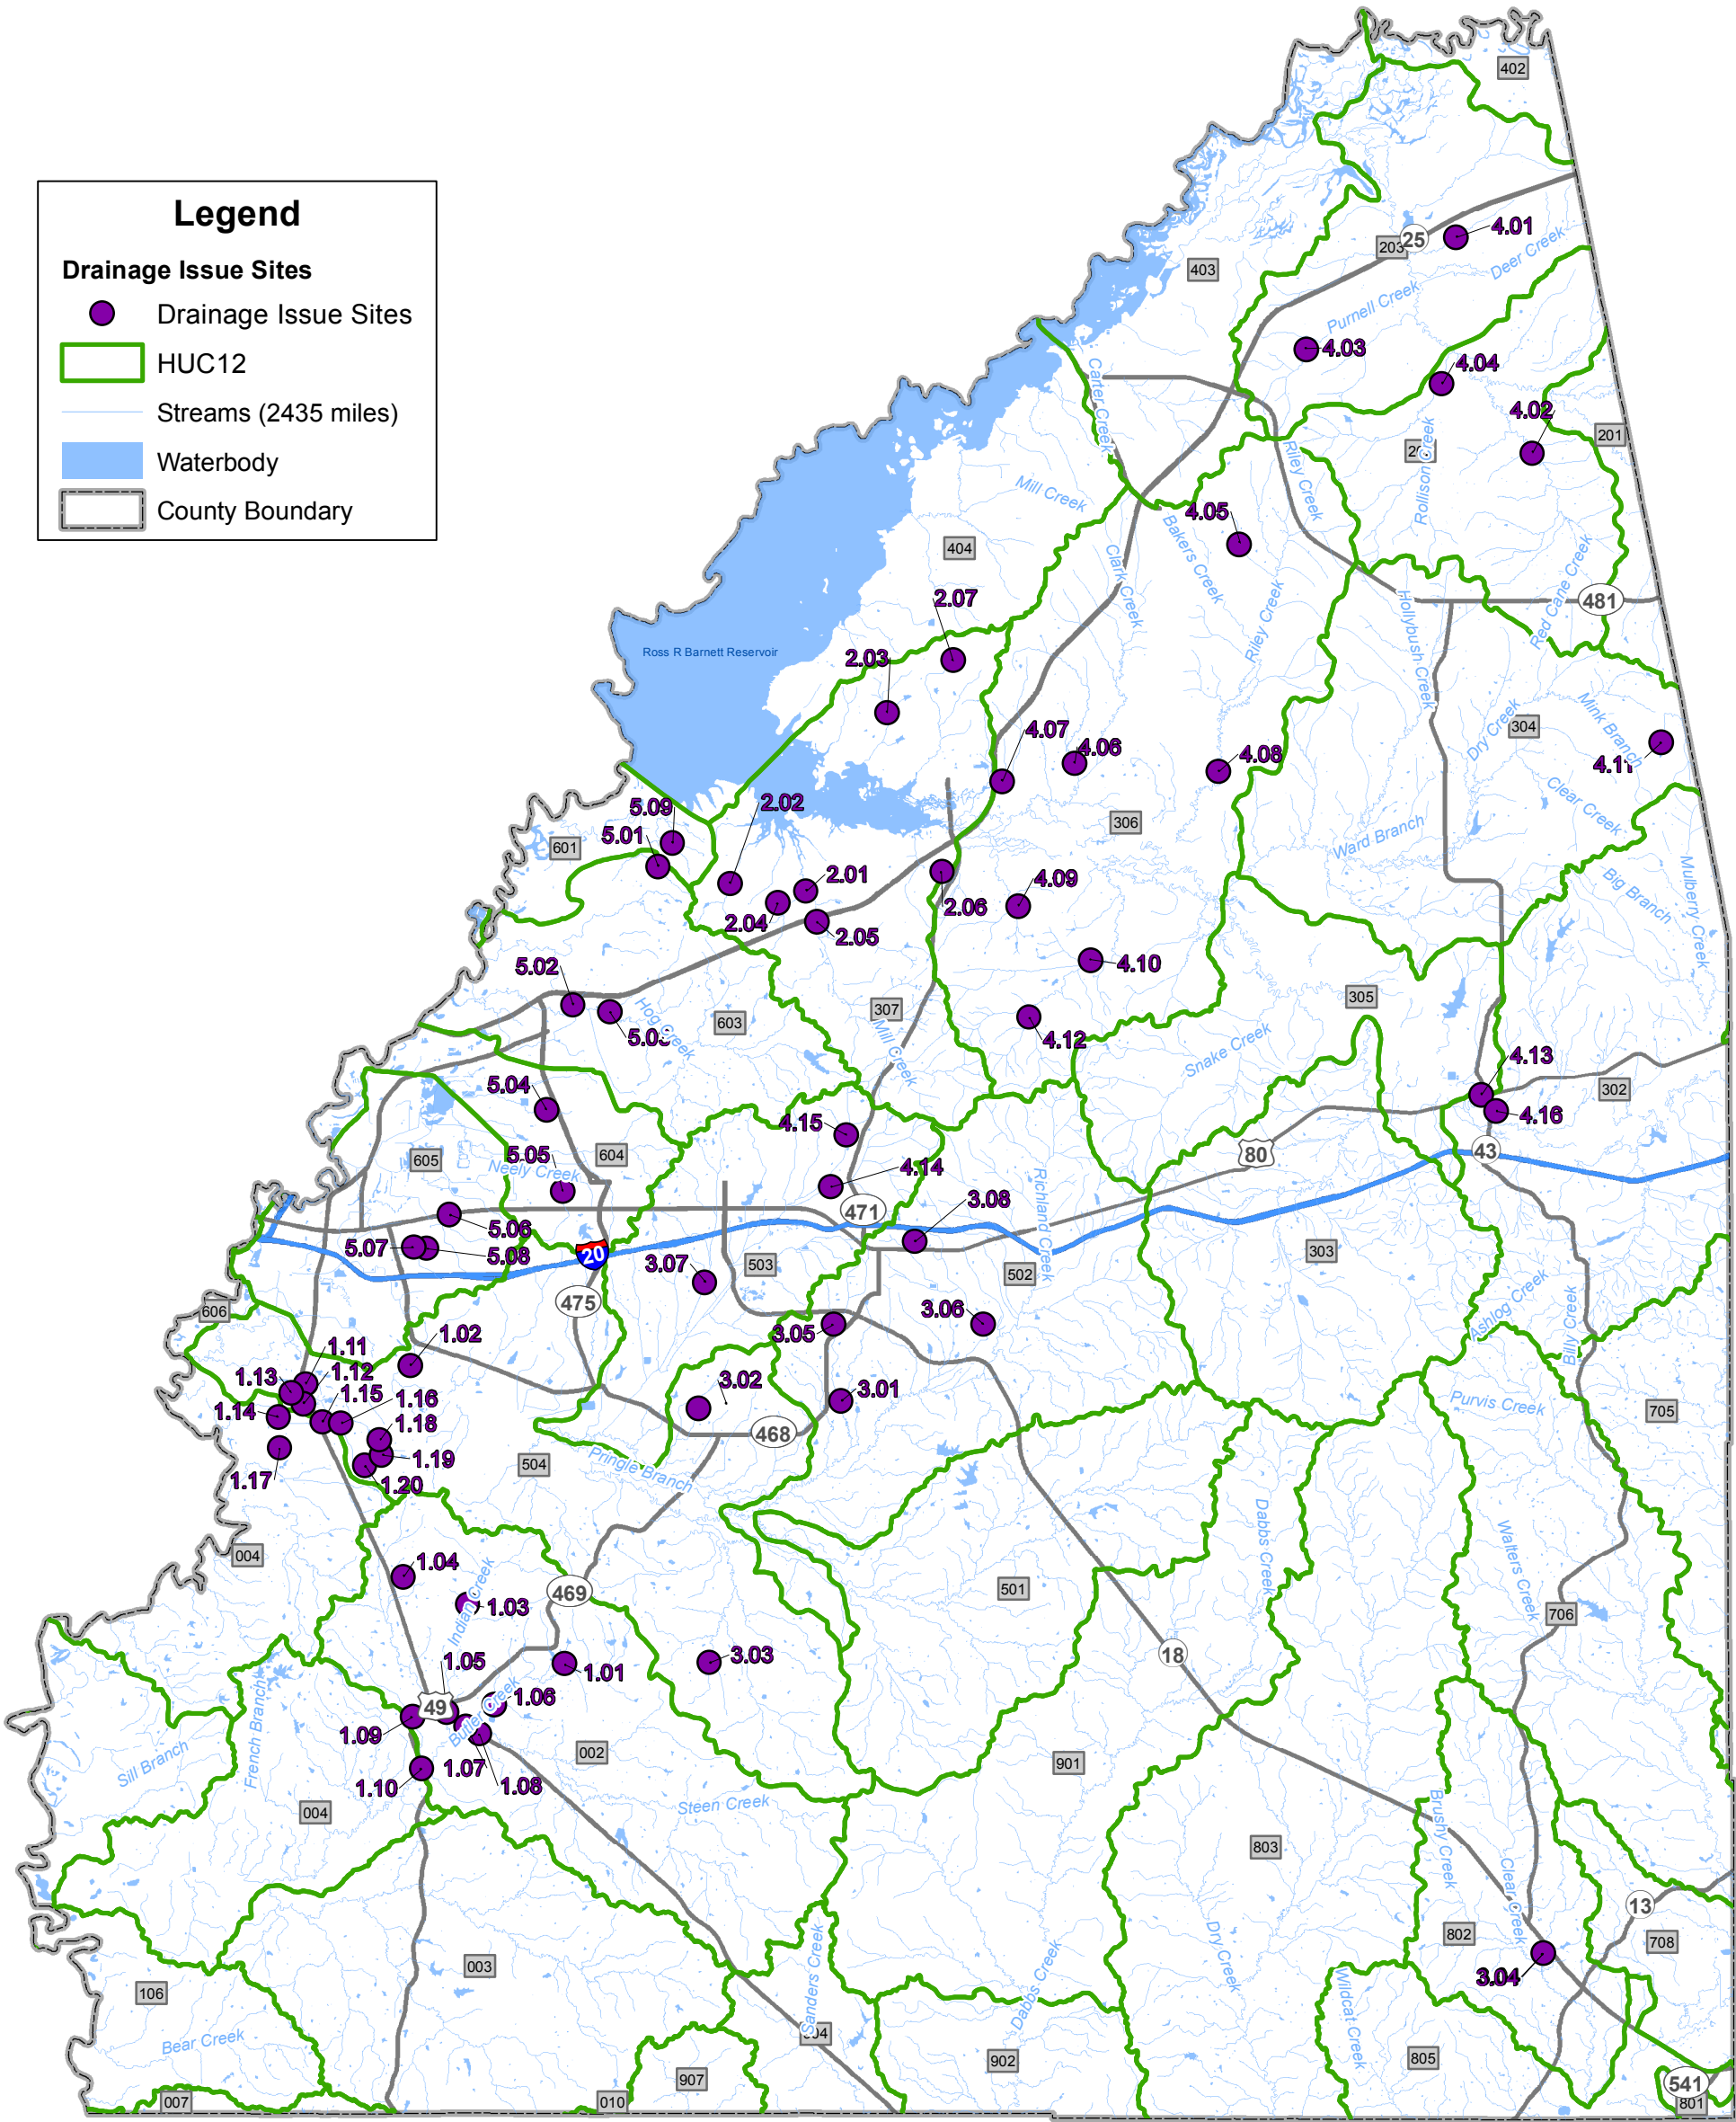 Legend
Drainage Issue Sites
Drainage Issue Sites
HUC12
Streams (2435 miles)
Waterbody
County Boundary
402
4.01
203
25
Deer Creek
403
Purnell Creek
4.03
4.04
Carter Creek
4.02
201
Rollison Creek
Riley Creek
Mill Creek
4.05
Bakers Creek
404
Clark Creek
Red Cane Creek
2.07
481
Hollybush Creek
Riley Creek
Ross R Barnett Reservoir
2.03
Mink Branch
Dry Creek
304
4.07
4.06
4.08
4.11
Clear Creek
5.09
2.02
5.01
601
306
Ward Branch
2.01
4.09
Big Branch
Mulberry Creek
2.04
2.06
2.05
5.02
4.10
305
Hog Creek
603
307
5.03
Mill Creek
4.12
Snake Creek
4.13
5.04
302
4.15
4.16
605
Neely Creek
5.05
604
4.14
80
43
Richland Creek
3.08
471
5.06
5.07
5.08
20
3.07
503
502
303
475
606
Ashlog Creek
Billy Creek
3.06
1.02
3.05
1.11
1.13
1.12
3.02
1.15
1.16
3.01
1.14
Purvis Creek
705
1.18
468
1.19
1.17
504
Pringle Branch
1.20
Dabbs Creek
Walters Creek
004
1.04
Indian Creek
469
501
1.03
706
18
3.03
1.05
1.01
French Branch
1.06
49
Butler Creek
1.09
Sill Branch
002
901
1.07
1.08
1.10
Steen Creek
004
Brushy Creek
803
Clear Creek
13
802
708
Sanders Creek
Dabbs Creek
Dry Creek
003
3.04
106
Wildcat Creek
Bear Creek
902
805
907
541
007
010
801